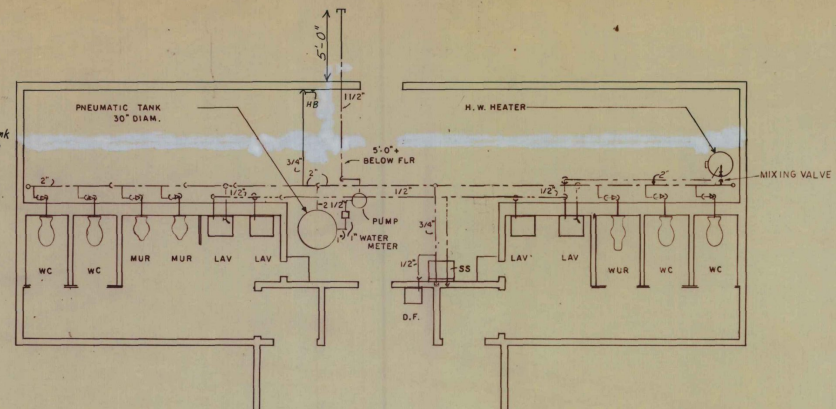 5'-0"
HB
1 1/2"
PNEUMATIC TANK
30" DIAM.
H.W. HEATER
nk
5'-0"+
BELOW FLR
3/4"
2"
2"
2"
MIXING VALVE
1/2"
1/2"
1/2"
2 1/2"
PUMP
3/4"
1"
1"
WATER
METER
1/2"
SS
WC
WC
MUR
MUR
LAV
LAV
LAV
LAV
WUR
WC
WC
D.F.